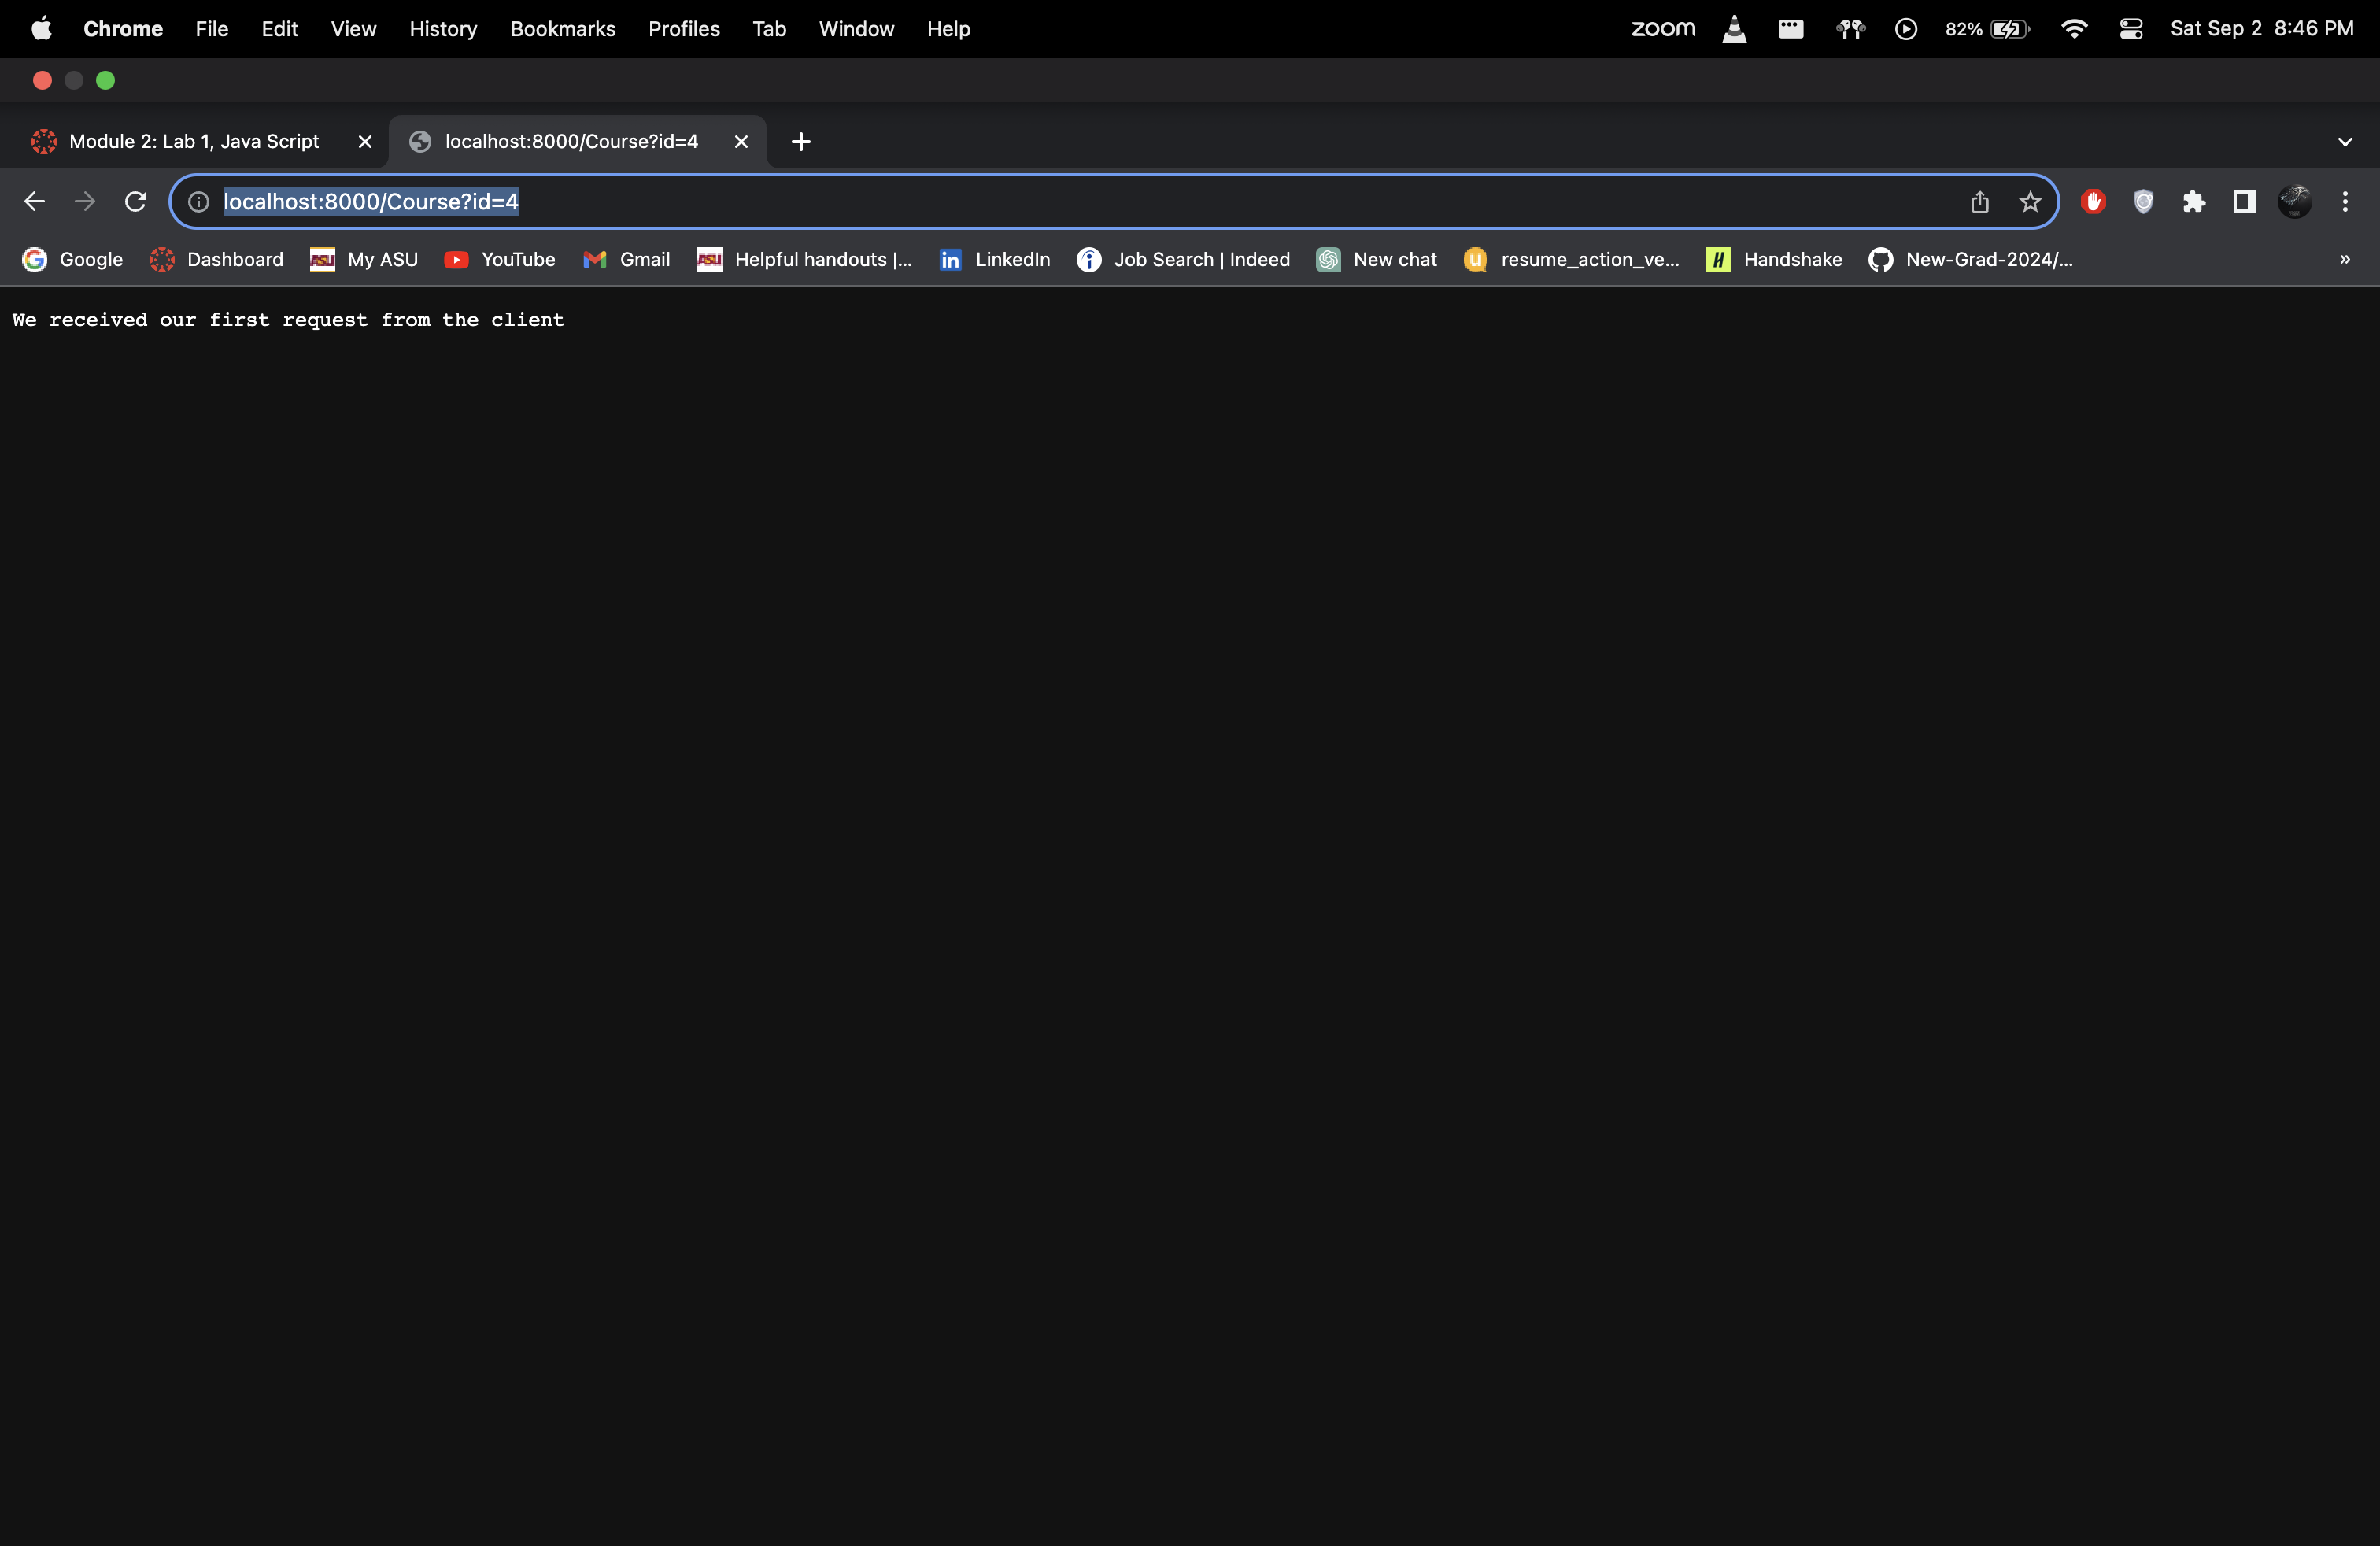 Chrome File Edit View History Bookmarks Profiles Tab Window Help zoom 82% Sat Sep 2 8:46 PM
Module 2: Lab 1, Java Script localhost:8000/Course?id=4
localhost:8000/Course?id=4
Google Dashboard ASU My ASU YouTube Gmail ASU Helpful handouts |... in LinkedIn Job Search | Indeed New chat u resume_action_ve... H Handshake New-Grad-2024/... »
We received our first request from the client